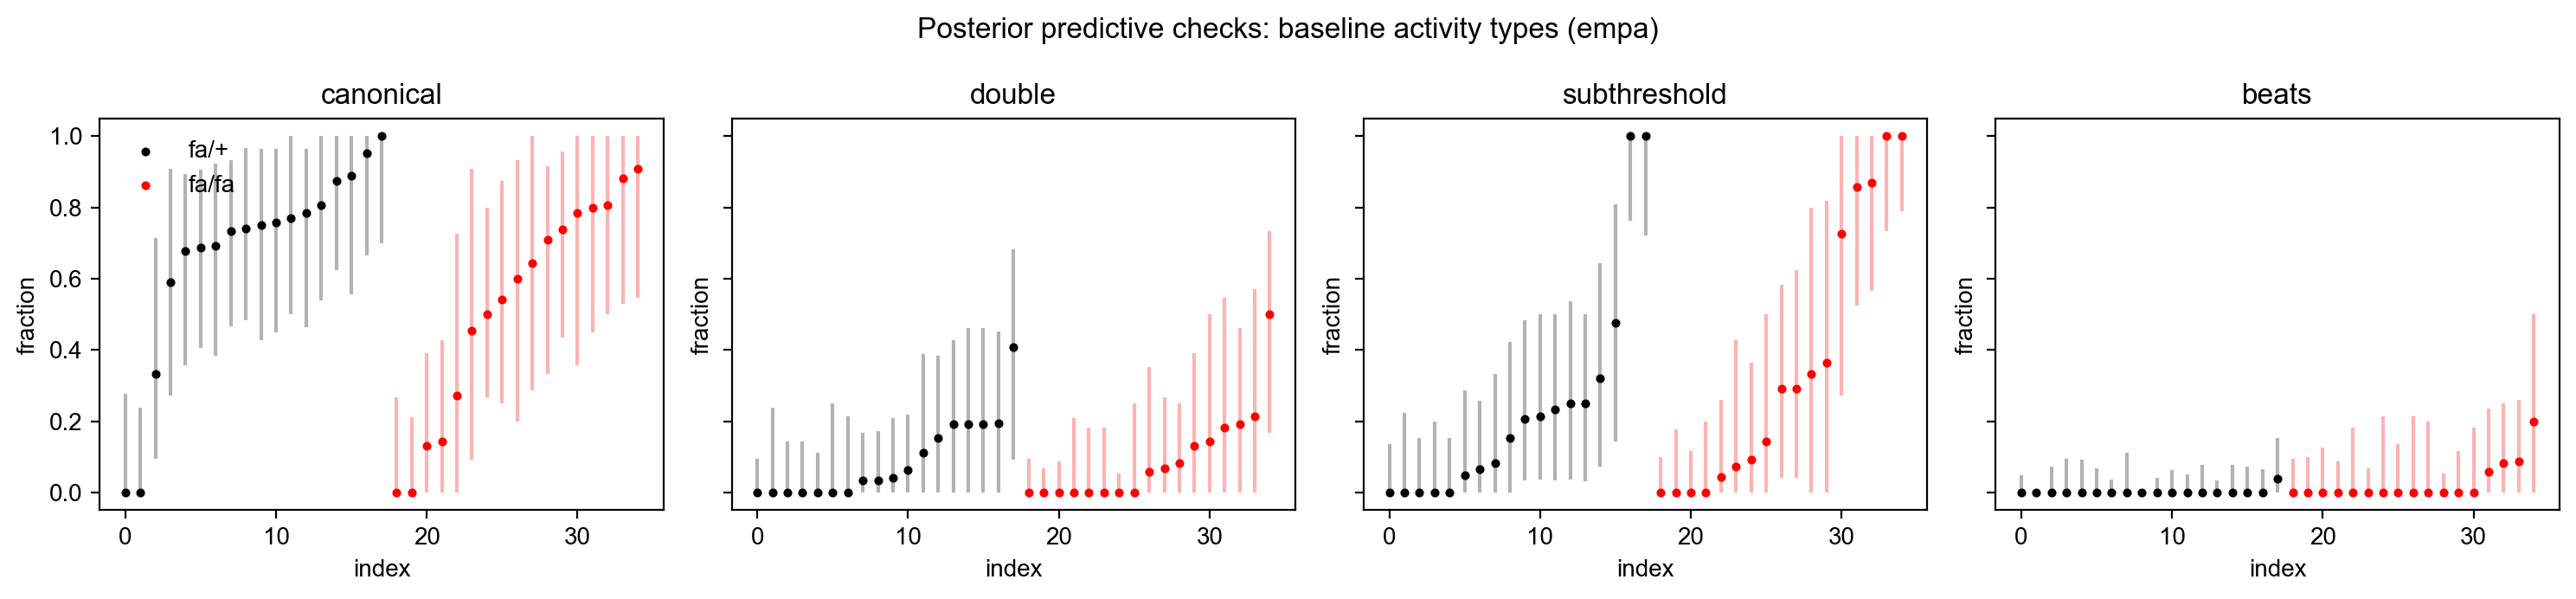 Posterior predictive checks: baseline activity types (empa)
canonical
double
subthreshold
beats
1.0
0.8
0.6
0.4
0.2
0.0
fraction
fa/+
fa/fa
0
10
20
30
index
fraction
0
10
20
30
index
fraction
0
10
20
30
index
fraction
0
10
20
30
index